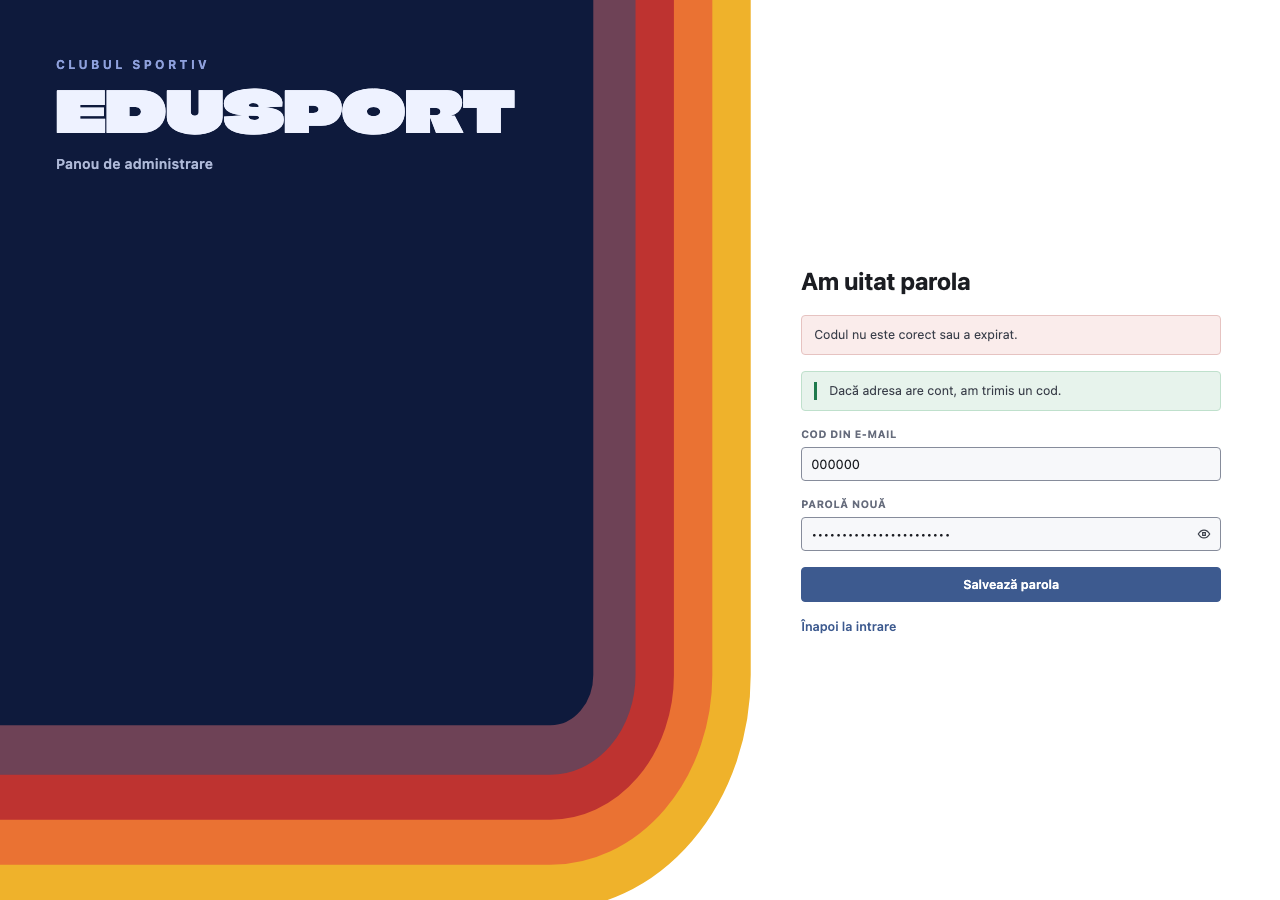 CLUBUL SPORTIV
EDUSPORT
Panou de administrare
Am uitat parola
Codul nu este corect sau a expirat.
Dacă adresa are cont, am trimis un cod.
COD DIN E-MAIL
000000
PAROLĂ NOUĂ
•••••••••••••••••••••••
Salvează parola
Înapoi la intrare